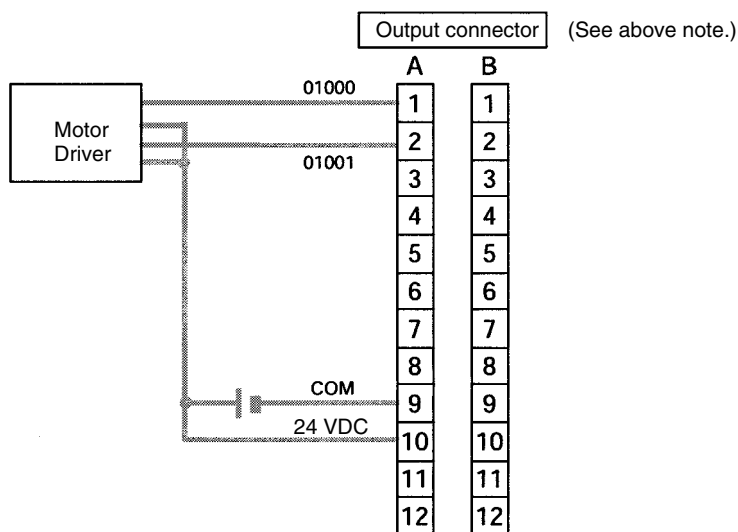 Output connector (See above note.)
A B
01000
1 1
Motor
Driver
2 2
01001
3 3
4 4
5 5
6 6
7 7
8 8
COM
9 9
24 VDC
10 10
11 11
12 12